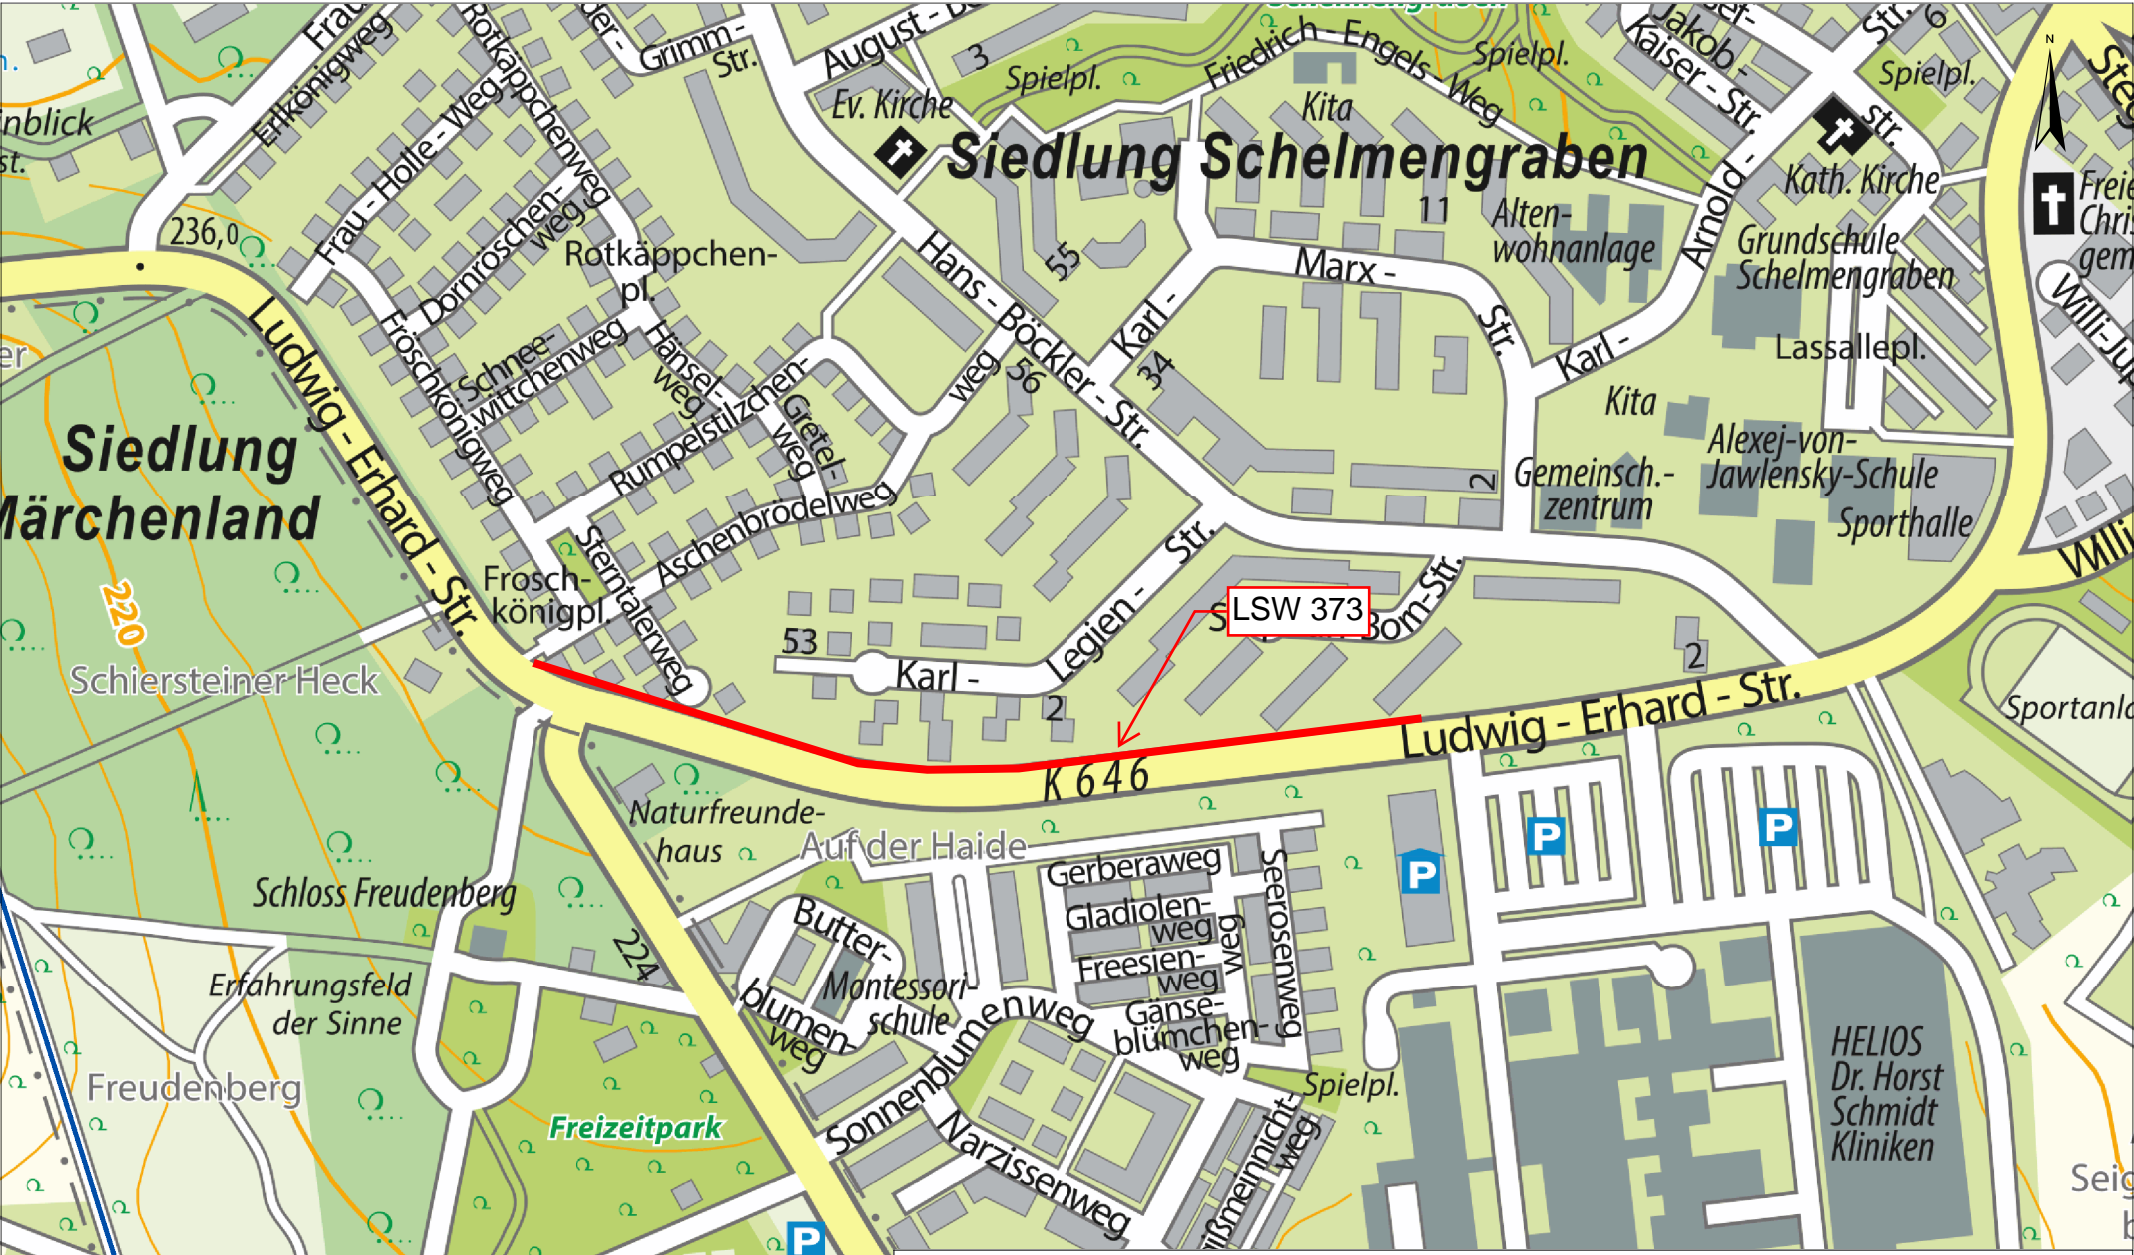 Erlkönigweg
Frau-Holle-Weg
Rotkäppchenweg
Grimm-
Str.
August-
3
Spielpl.
Friedrich-Engels-Weg
Spielpl.
Jakob-
Kaiser-Str.
Str.
6
Spielpl.
N
Ev. Kirche
Kita
str.
Siedlung Schelmengraben
Kath. Kirche
236,0
Dornröschen-
weg
Rotkäppchen-
pl.
11
Alten-
wohnanlage
Arnold-
Grundschule
Schelmengraben
Hans-Böckler-Str.
55
Karl-
Marx-
Str.
Karl-
34
56
Lassallepl.
Ludwig-Erhard-Str.
Froschkönigweg
Schnee-
wittchenweg
Hänsel-
weg
Gretel-
weg
Rumpelstilzchen-
weg
Kita
Alexej-von-
Jawlensky-Schule
Gemeinsch.-
zentrum
2
Sporthalle
Siedlung
Märchenland
220
Aschenbrödelweg
Sterntalerweg
Frosch-
königpl.
53
Karl-
Legien-
Str.
2
LSW 373
Bom-Str.
2
Schiersteiner Heck
K 646
Ludwig-Erhard-Str.
Naturfreunde-
haus
Auf der Haide
P
P
P
Schloss Freudenberg
224
Gerberaweg
Gladiolen-
weg
Freesien-
weg
weg
Seerosenweg
Gänse-
blümchen-
weg
Butter-
blumen-
weg
Montessori-
schule
Erfahrungsfeld
der Sinne
Freudenberg
Freizeitpark
Sonnenblumenweg
Narzissenweg
Spielpl.
HELIOS
Dr. Horst
Schmidt
Kliniken
P